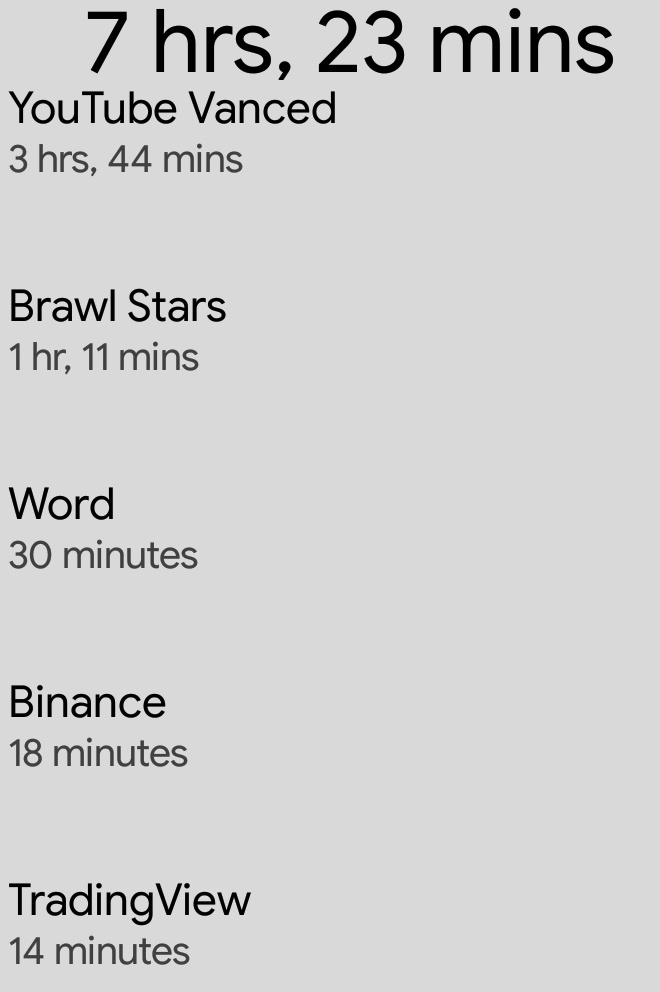 7 hrs, 23 mins
YouTube Vanced
3 hrs, 44 mins
Brawl Stars
1 hr, 11 mins
Word
30 minutes
Binance
18 minutes
TradingView
14 minutes